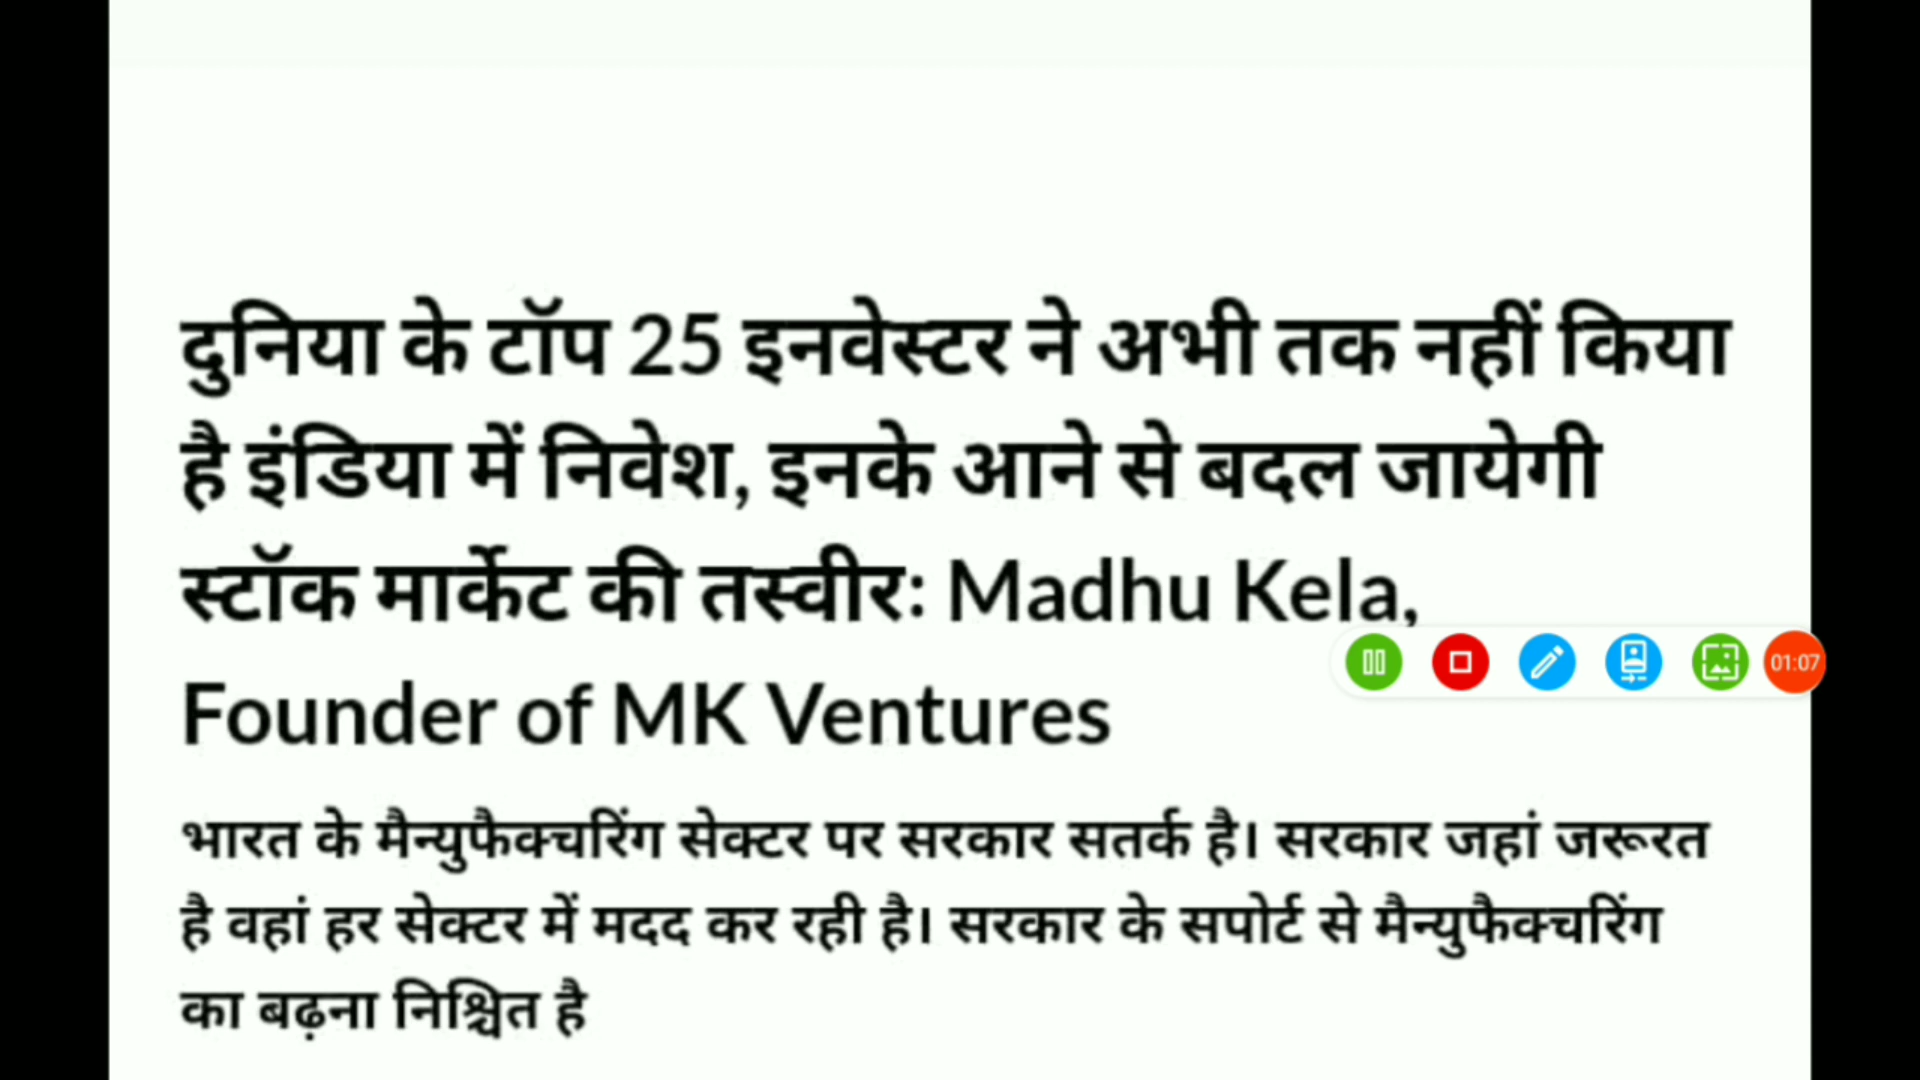 दुनिया के टॉप 25 इनवेस्टर ने अभी तक नहीं किया
है इंडिया में निवेश, इनके आने से बदल जायेगी
स्टॉक मार्केट की तस्वीर: Madhu Kela,
01:07
Founder of MK Ventures
भारत के मैन्युफैक्चरिंग सेक्टर पर सरकार सतर्क है। सरकार जहां जरूरत
है वहां हर सेक्टर में मदद कर रही है। सरकार के सपोर्ट से मैन्युफैक्चरिंग
का बढ़ना निश्चित है